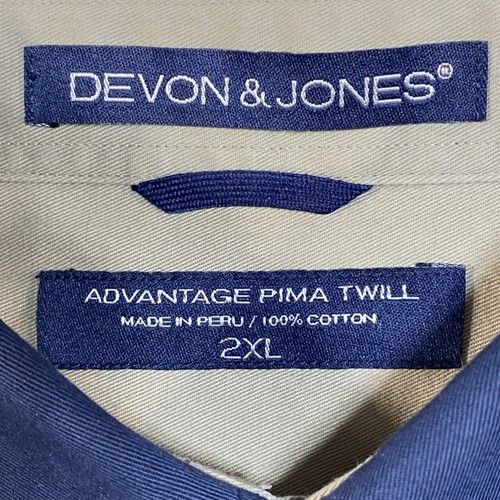 DEVON & JONES®
ADVANTAGE PIMA TWILL
MADE IN PERU / 100% COTTON
2XL